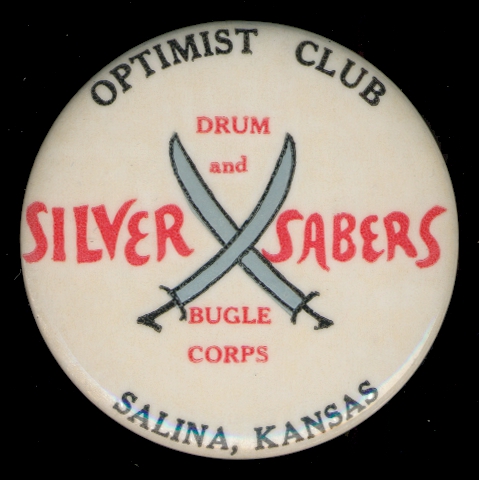 OPTIMIST CLUB
DRUM
and
SILVER SABERS
BUGLE
CORPS
SALINA, KANSAS